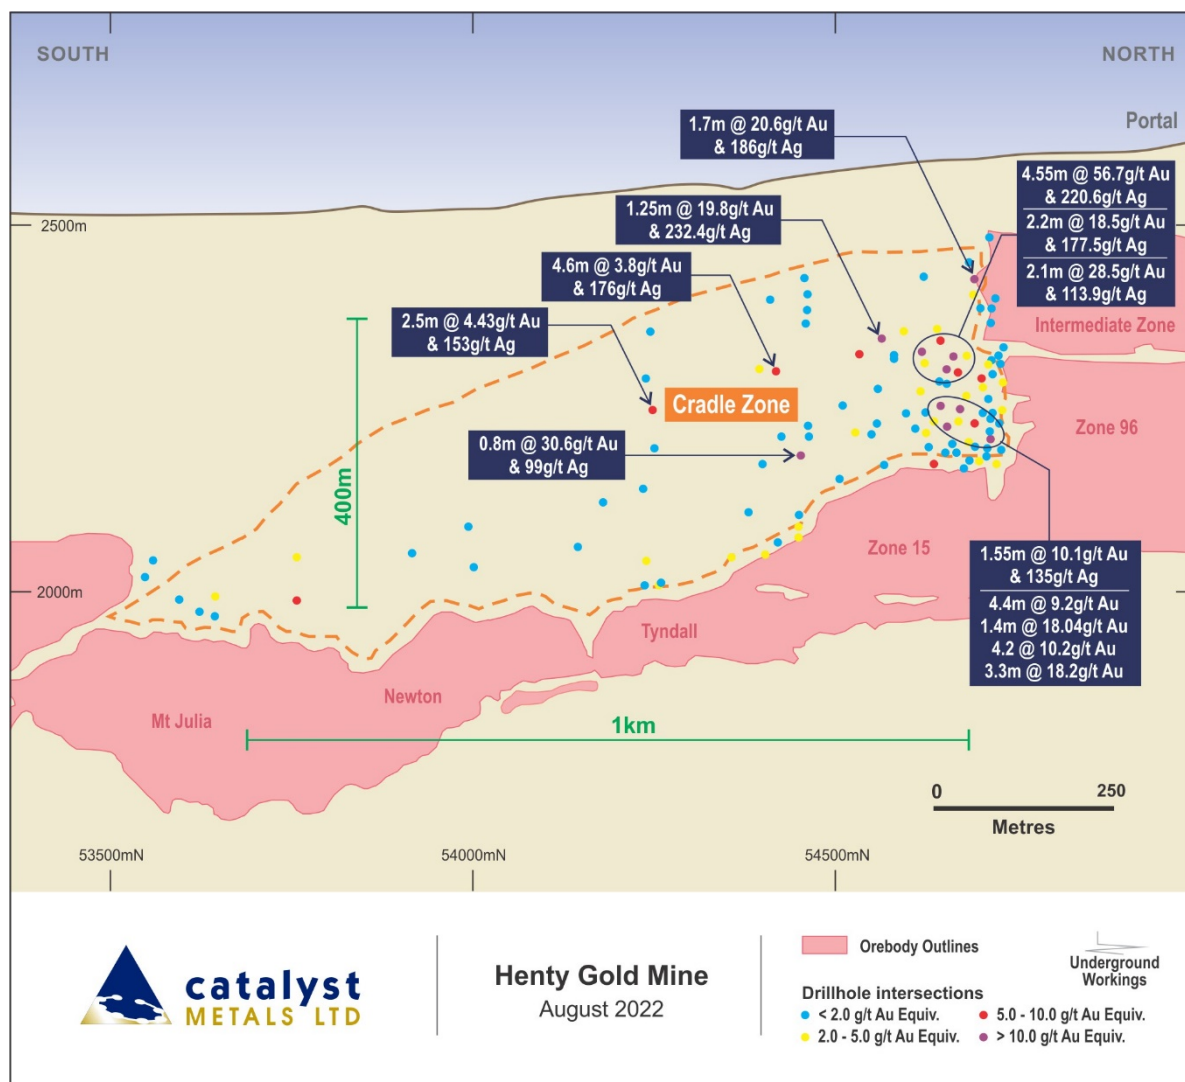 SOUTH
NORTH
Portal
1.7m @ 20.6g/t Au
& 186g/t Ag
4.55m @ 56.7g/t Au
& 220.6g/t Ag
2.2m @ 18.5g/t Au
& 177.5g/t Ag
2.1m @ 28.5g/t Au
& 113.9g/t Ag
1.25m @ 19.8g/t Au
& 232.4g/t Ag
2500m
4.6m @ 3.8g/t Au
& 176g/t Ag
2.5m @ 4.43g/t Au
& 153g/t Ag
Intermediate Zone
Cradle Zone
Zone 96
0.8m @ 30.6g/t Au
& 99g/t Ag
400m
Zone 15
1.55m @ 10.1g/t Au
& 135g/t Ag
4.4m @ 9.2g/t Au
1.4m @ 18.04g/t Au
4.2 @ 10.2g/t Au
3.3m @ 18.2g/t Au
2000m
Tyndall
Newton
Mt Julia
1km
0 250
Metres
53500mN
54000mN
54500mN
catalyst
METALS LTD
Henty Gold Mine
August 2022
Orebody Outlines
Underground
Workings
Drillhole intersections
< 2.0 g/t Au Equiv.
5.0 - 10.0 g/t Au Equiv.
2.0 - 5.0 g/t Au Equiv.
> 10.0 g/t Au Equiv.